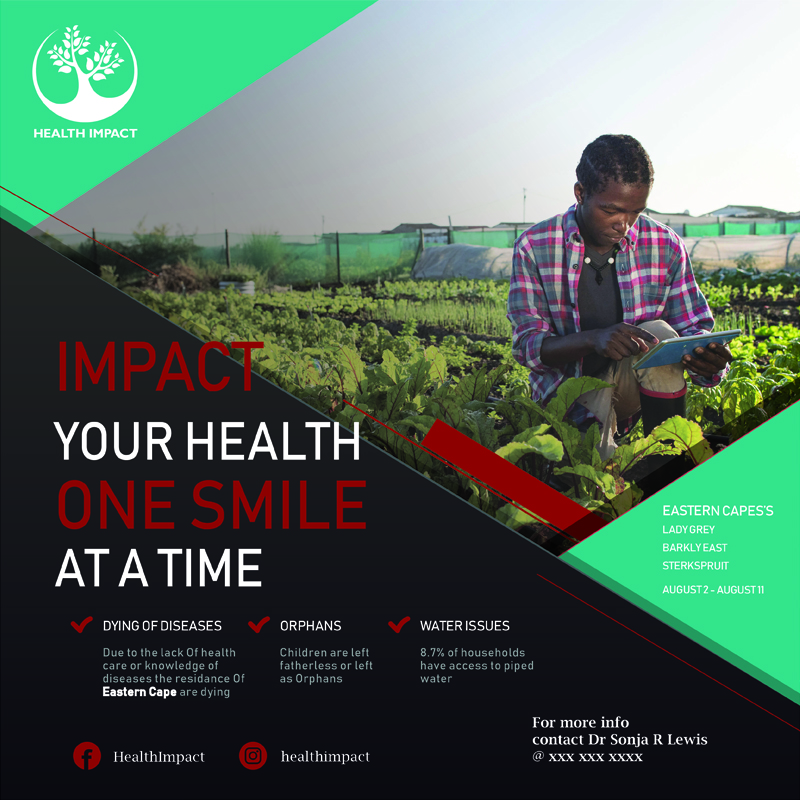 HEALTH IMPACT
IMPACT
YOUR HEALTH
ONE SMILE
AT A TIME
EASTERN CAPES'S
LADY GREY
BARKLY EAST
STERKSPRUIT
AUGUST 2 - AUGUST 11
DYING OF DISEASES
Due to the lack Of health
care or knowledge of
diseases the residance Of
Eastern Cape are dying
ORPHANS
Children are left
fatherless or left
as Orphans
WATER ISSUES
8.7% of households
have access to piped
water
HealthImpact
healthimpact
For more info
contact Dr Sonja R Lewis
@ xxx xxx xxxx